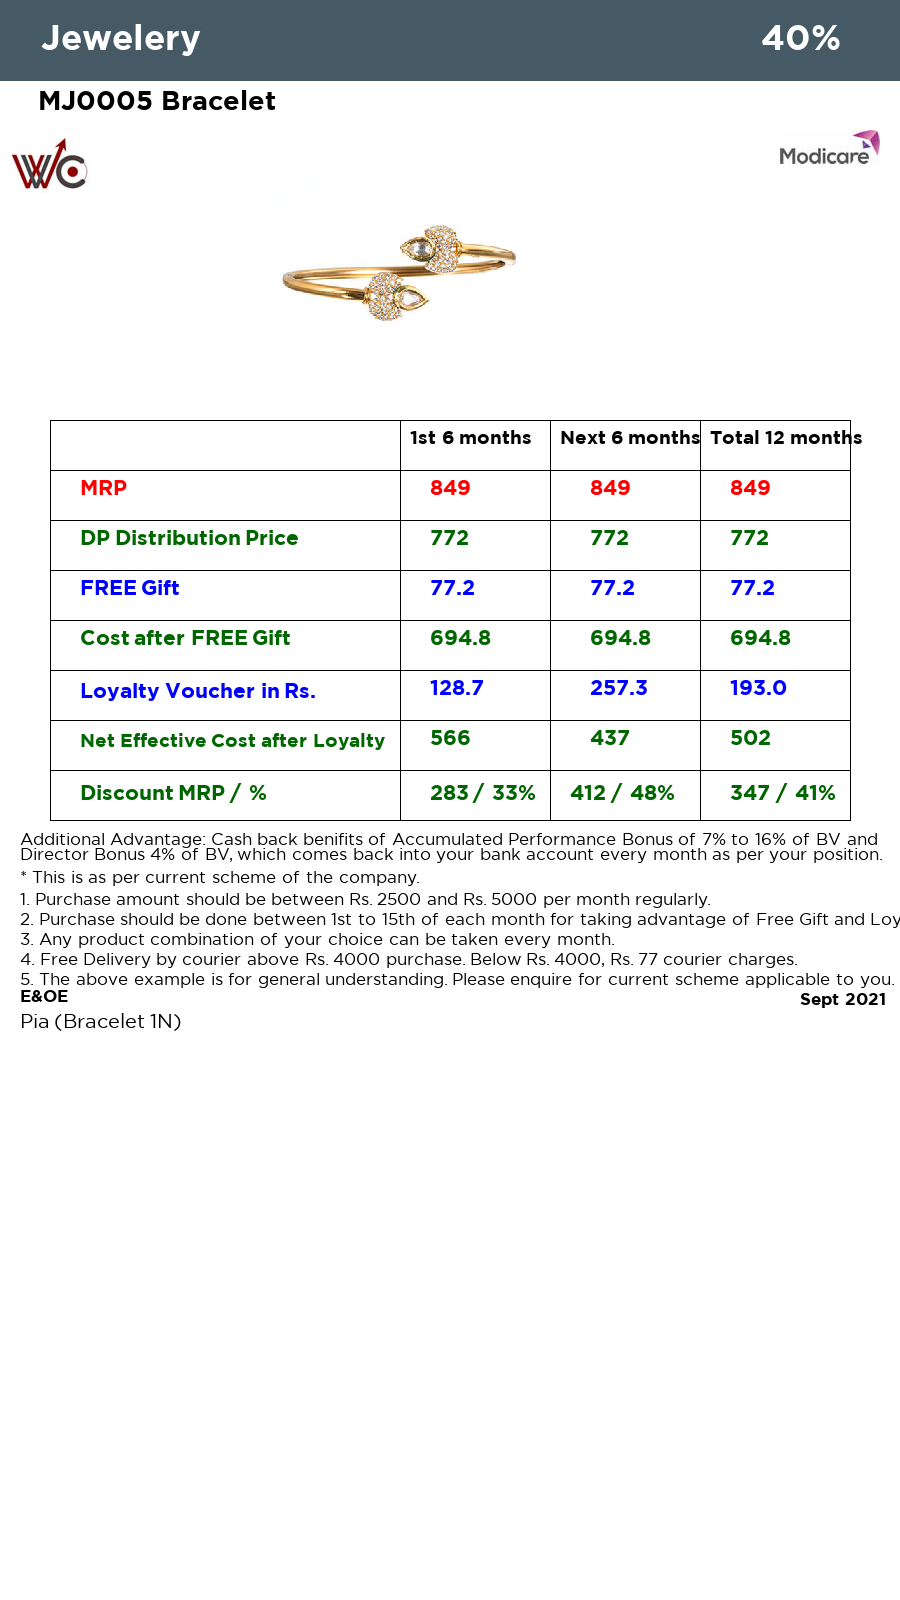 Jewelery 40%
MJ0005 Bracelet
WC
Modicare
1st 6 months Next 6 months Total 12 months
MRP 849 849 849
DP Distribution Price 772 772 772
FREE Gift 77.2 77.2 77.2
Cost after FREE Gift 694.8 694.8 694.8
Loyalty Voucher in Rs. 128.7 257.3 193.0
Net Effective Cost after Loyalty 566 437 502
Discount MRP / % 283 / 33% 412 / 48% 347 / 41%
Additional Advantage: Cash back benifits of Accumulated Performance Bonus of 7% to 16% of BV and
Director Bonus 4% of BV, which comes back into your bank account every month as per your position.
* This is as per current scheme of the company.
1. Purchase amount should be between Rs. 2500 and Rs. 5000 per month regularly.
2. Purchase should be done between 1st to 15th of each month for taking advantage of Free Gift and Loy
3. Any product combination of your choice can be taken every month.
4. Free Delivery by courier above Rs. 4000 purchase. Below Rs. 4000, Rs. 77 courier charges.
5. The above example is for general understanding. Please enquire for current scheme applicable to you.
E&OE
Sept 2021
Pia (Bracelet 1N)